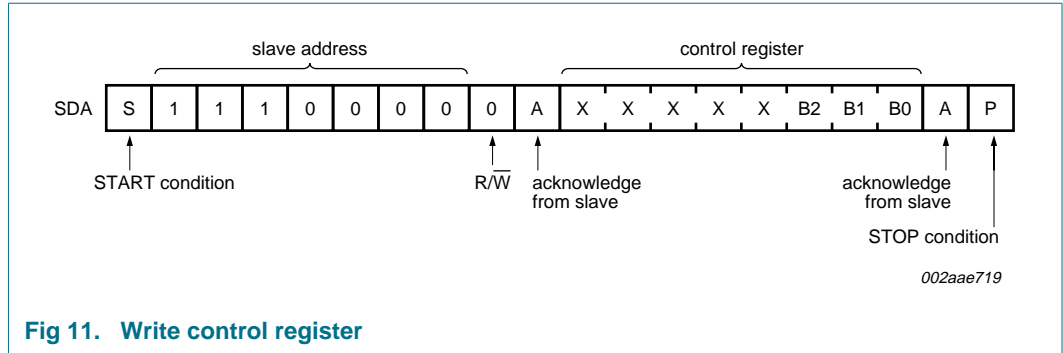 slave address control register
SDA S 1 1 1 0 0 0 0 0 A X X X X X B2 B1 B0 A P
START condition R/W̅ acknowledge from slave acknowledge from slave
STOP condition
002aae719
Fig 11. Write control register